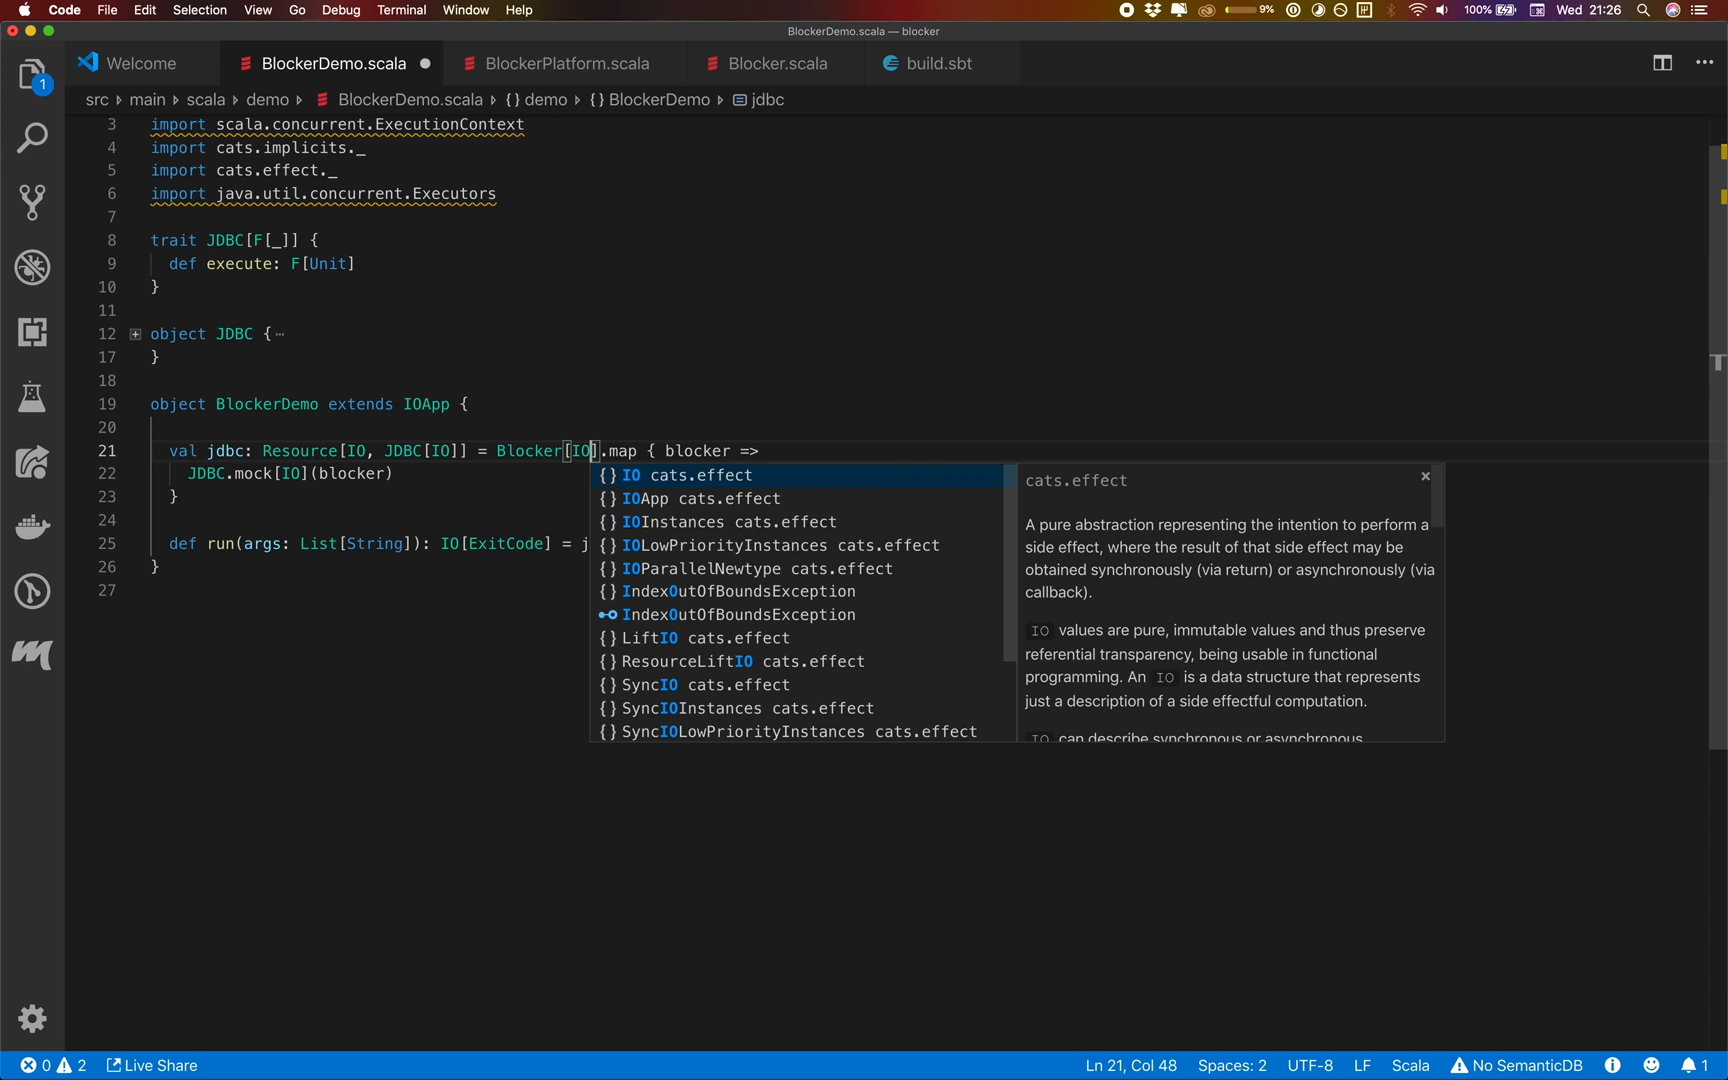 Code File Edit Selection View Go Debug Terminal Window Help 9% 100% Wed 21:26
BlockerDemo.scala — blocker
Welcome BlockerDemo.scala BlockerPlatform.scala Blocker.scala build.sbt
src main scala demo BlockerDemo.scala {} demo {} BlockerDemo jdbc
1
3 import scala.concurrent.ExecutionContext
4 import cats.implicits._
5 import cats.effect._
6 import java.util.concurrent.Executors
7
8 trait JDBC[F[_]] {
9 def execute: F[Unit]
10 }
11
12 object JDBC {…
17 }
18
19 object BlockerDemo extends IOApp {
20
21 val jdbc: Resource[IO, JDBC[IO]] = Blocker[IO].map { blocker =>
22 JDBC.mock[IO](blocker)
23 }
24
25 def run(args: List[String]): IO[ExitCode] = j
26 }
27
{} IO cats.effect
{} IOApp cats.effect
{} IOInstances cats.effect
{} IOLowPriorityInstances cats.effect
{} IOParallelNewtype cats.effect
{} IndexOutOfBoundsException
IndexOutOfBoundsException
{} LiftIO cats.effect
{} ResourceLiftIO cats.effect
{} SyncIO cats.effect
{} SyncIOInstances cats.effect
{} SyncIOLowPriorityInstances cats.effect
cats.effect
A pure abstraction representing the intention to perform a
side effect, where the result of that side effect may be
obtained synchronously (via return) or asynchronously (via
callback).
IO values are pure, immutable values and thus preserve
referential transparency, being usable in functional
programming. An IO is a data structure that represents
just a description of a side effectful computation.
IO can describe synchronous or asynchronous
0 2 Live Share Ln 21, Col 48 Spaces: 2 UTF-8 LF Scala No SemanticDB 1